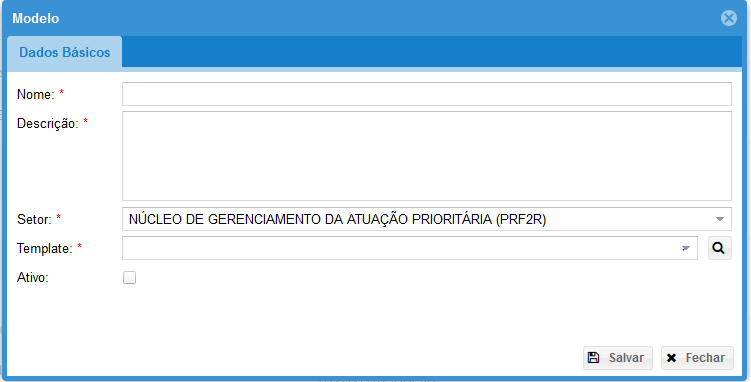 Modelo
Dados Básicos
Nome: *
Descrição: *
Setor: * NÚCLEO DE GERENCIAMENTO DA ATUAÇÃO PRIORITÁRIA (PRF2R)
Template: *
Ativo:
Salvar Fechar